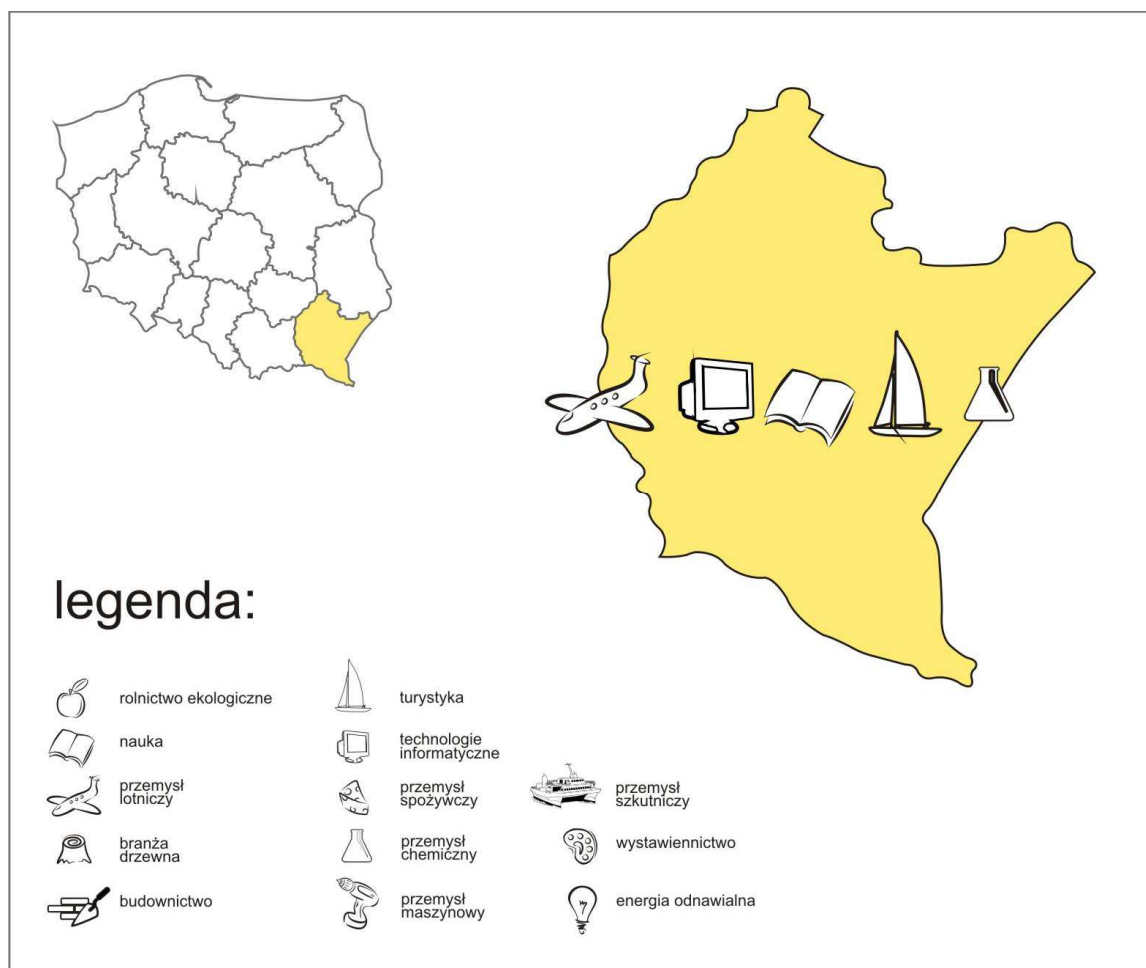 legenda:
rolnictwo ekologiczne
nauka
przemysł
lotniczy
branża
drzewna
budownictwo
turystyka
technologie
informatyczne
przemysł
spożywczy
przemysł
chemiczny
przemysł
maszynowy
przemysł
szkutniczy
wystawiennictwo
energia odnawialna